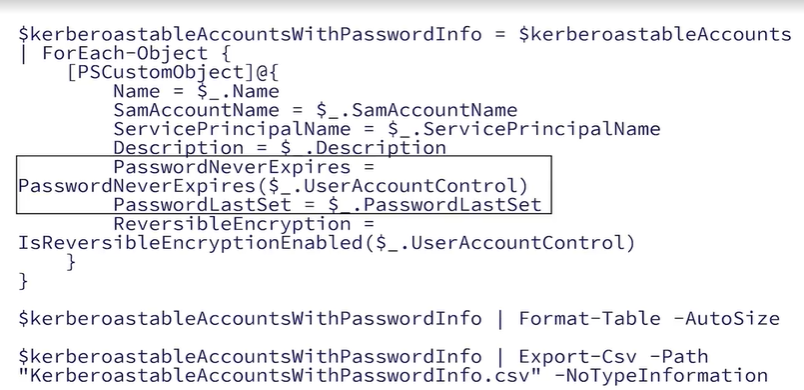 $kerberoastableAccountsWithPasswordInfo = $kerberoastableAccounts
| ForEach-Object {
    [PSCustomObject]@{
        Name = $_.Name
        SamAccountName = $_.SamAccountName
        ServicePrincipalName = $_.ServicePrincipalName
        Description = $_.Description
        PasswordNeverExpires =
PasswordNeverExpires($_.UserAccountControl)
        PasswordLastSet = $_.PasswordLastSet
        ReversibleEncryption =
IsReversibleEncryptionEnabled($_.UserAccountControl)
    }
}
$kerberoastableAccountsWithPasswordInfo | Format-Table -AutoSize
$kerberoastableAccountsWithPasswordInfo | Export-Csv -Path
"KerberoastableAccountsWithPasswordInfo.csv" -NoTypeInformation